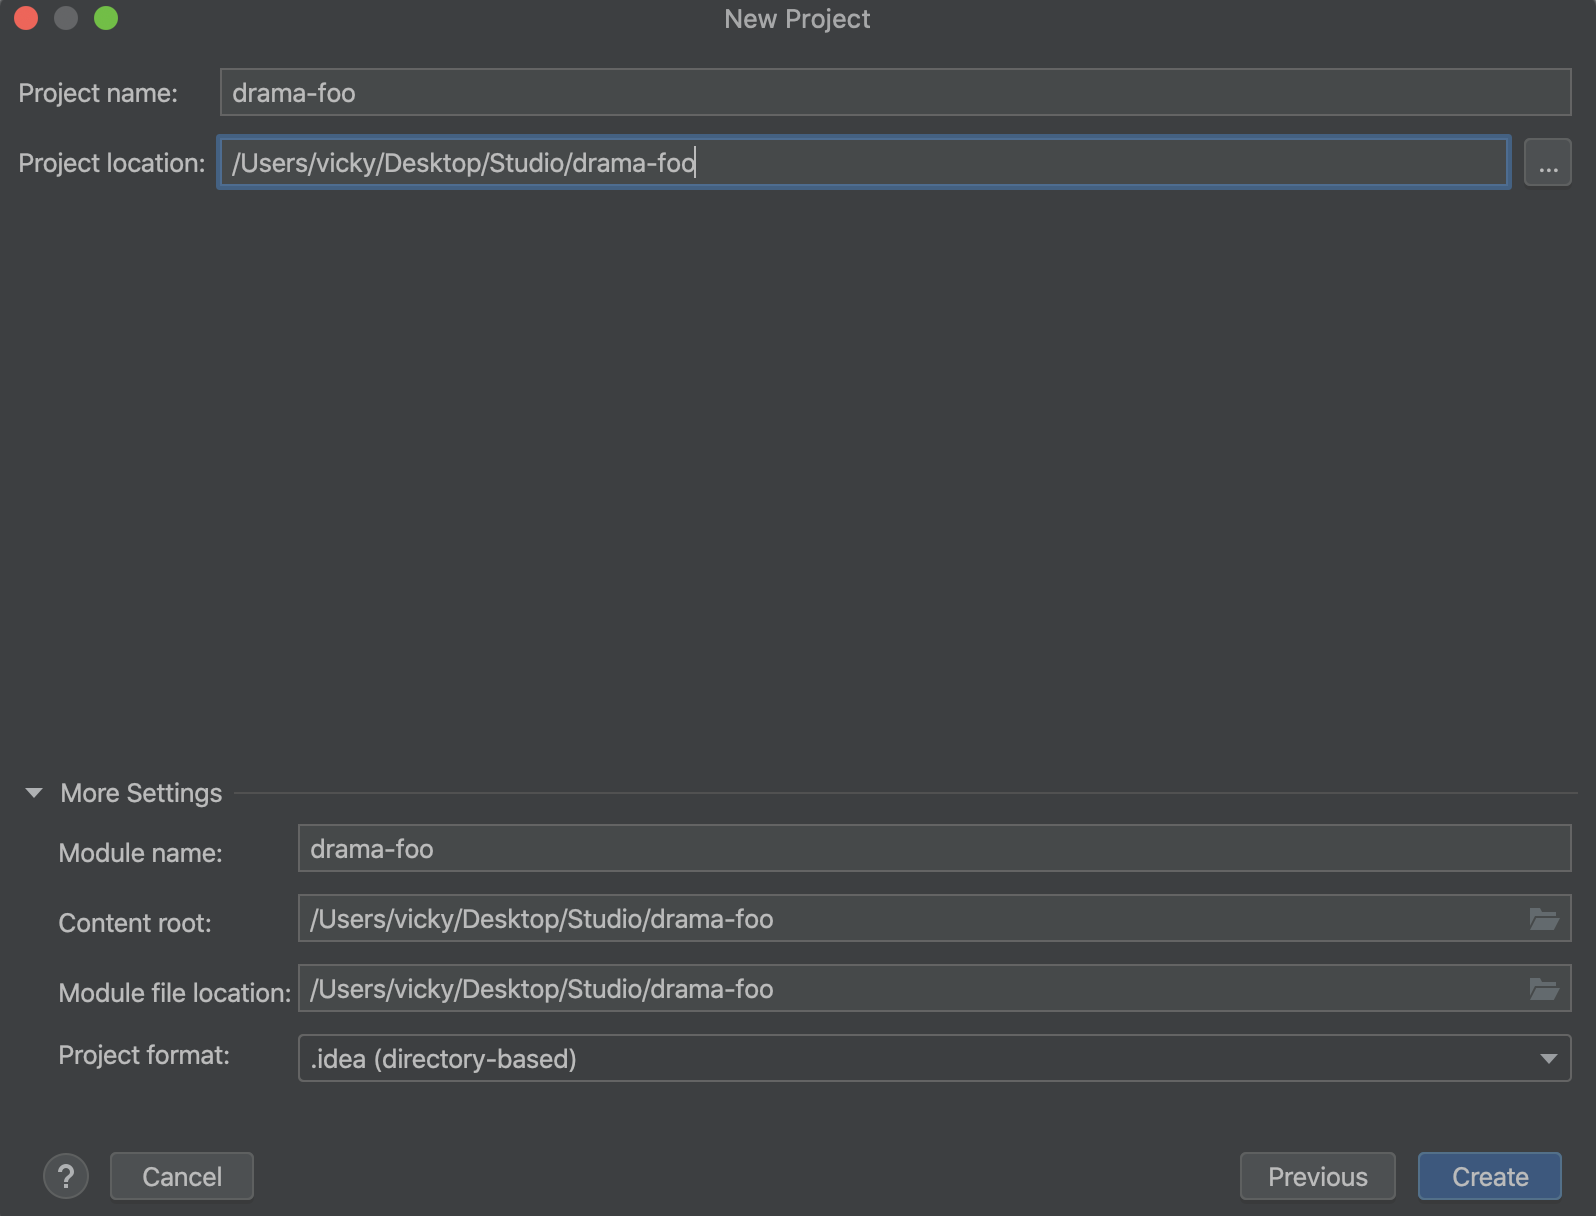 New Project
Project name: drama-foo
Project location: /Users/vicky/Desktop/Studio/drama-foo ...
More Settings
Module name: drama-foo
Content root: /Users/vicky/Desktop/Studio/drama-foo
Module file location: /Users/vicky/Desktop/Studio/drama-foo
Project format: .idea (directory-based)
? Cancel Previous Create